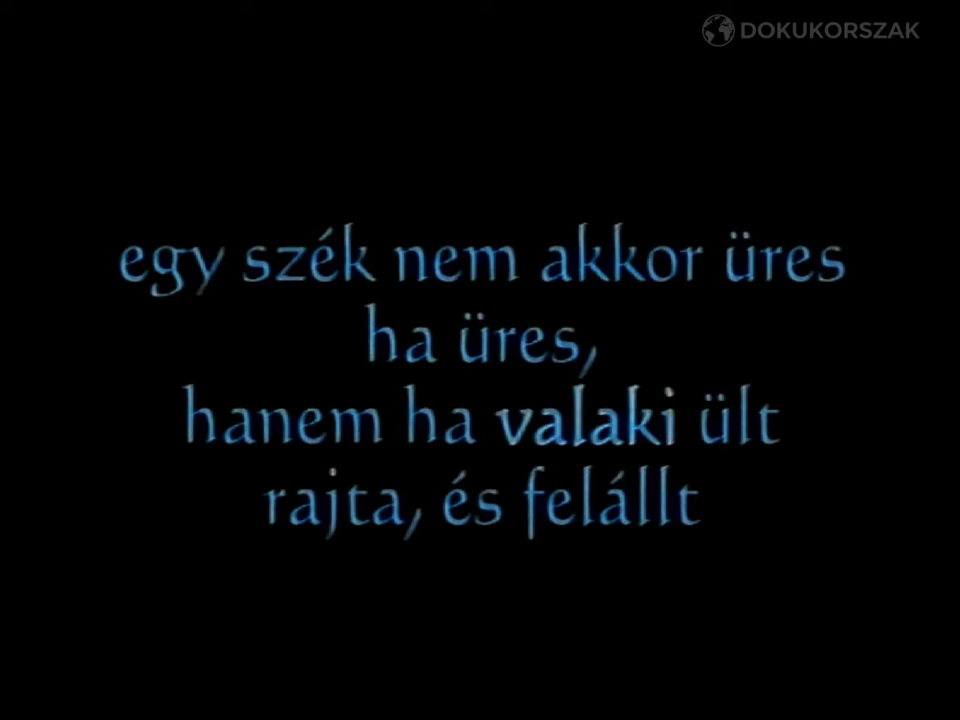 DOKUKORSZAK
egy szék nem akkor üres
ha üres,
hanem ha valaki ült
rajta, és felállt